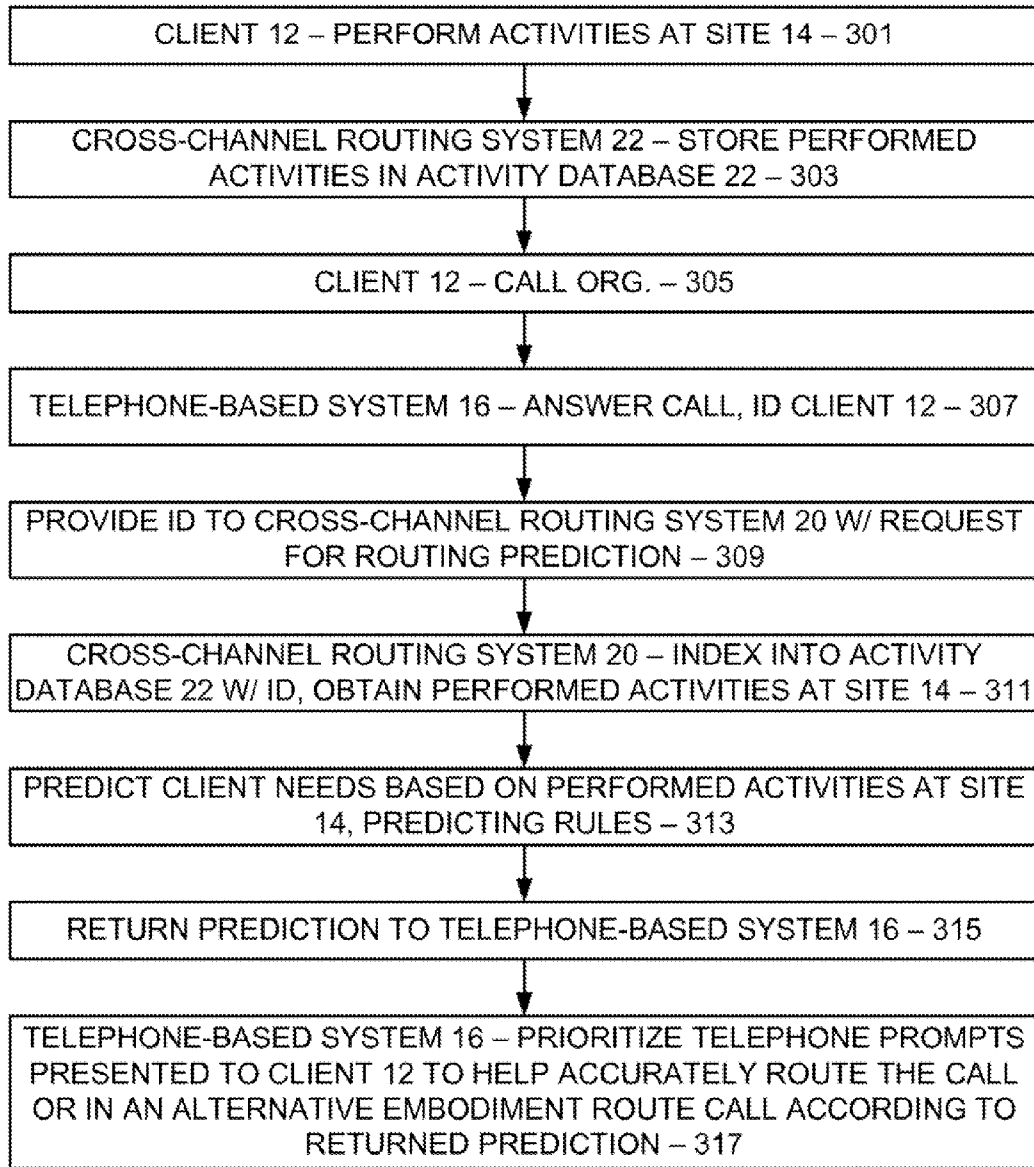 CLIENT 12 – PERFORM ACTIVITIES AT SITE 14 – 301
CROSS-CHANNEL ROUTING SYSTEM 22 – STORE PERFORMED
ACTIVITIES IN ACTIVITY DATABASE 22 – 303
CLIENT 12 – CALL ORG. – 305
TELEPHONE-BASED SYSTEM 16 – ANSWER CALL, ID CLIENT 12 – 307
PROVIDE ID TO CROSS-CHANNEL ROUTING SYSTEM 20 W/ REQUEST
FOR ROUTING PREDICTION – 309
CROSS-CHANNEL ROUTING SYSTEM 20 – INDEX INTO ACTIVITY
DATABASE 22 W/ ID, OBTAIN PERFORMED ACTIVITIES AT SITE 14 – 311
PREDICT CLIENT NEEDS BASED ON PERFORMED ACTIVITIES AT SITE
14, PREDICTING RULES – 313
RETURN PREDICTION TO TELEPHONE-BASED SYSTEM 16 – 315
TELEPHONE-BASED SYSTEM 16 – PRIORITIZE TELEPHONE PROMPTS
PRESENTED TO CLIENT 12 TO HELP ACCURATELY ROUTE THE CALL
OR IN AN ALTERNATIVE EMBODIMENT ROUTE CALL ACCORDING TO
RETURNED PREDICTION – 317